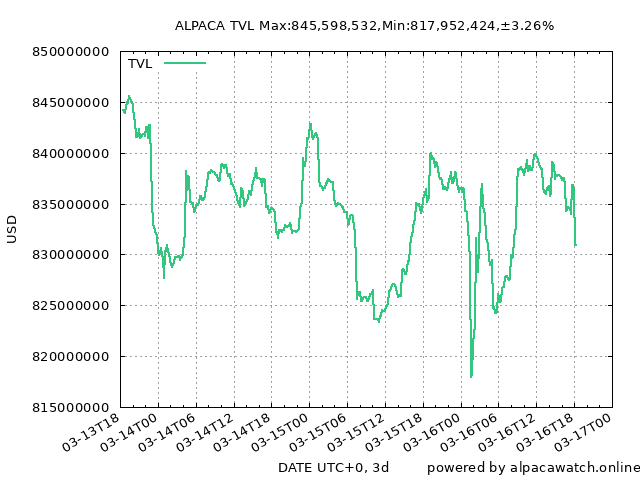 ALPACA TVL Max:845,598,532,Min:817,952,424,±3.26%
TVL
850000000
845000000
840000000
835000000
830000000
825000000
820000000
815000000
USD
03-13T18
03-14T00
03-14T06
03-14T12
03-14T18
03-15T00
03-15T06
03-15T12
03-15T18
03-16T00
03-16T06
03-16T12
03-16T18
03-17T00
DATE UTC+0, 3d
powered by alpacawatch.online